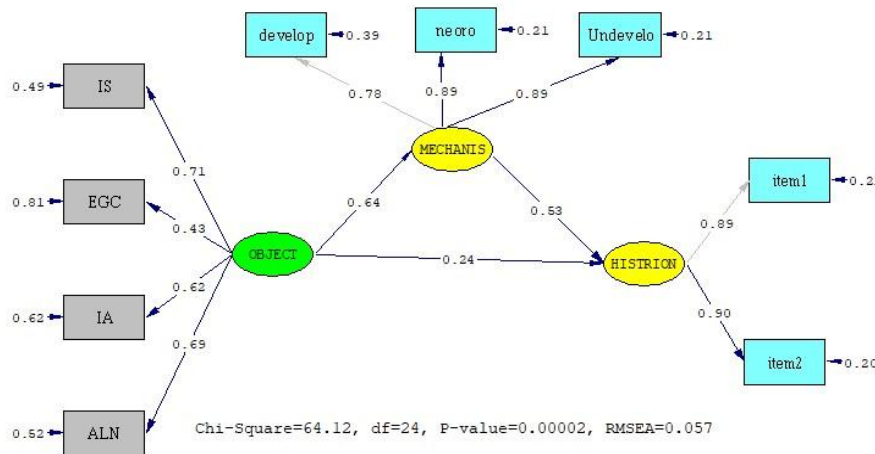 develop
0.39
neoro
0.21
Undevelo
0.21
0.49
IS
0.78
0.89
0.89
MECHANIS
0.71
item1
0.81
EGC
0.43
0.64
0.53
0.89
OBJECT
0.24
HISTRION
0.62
0.62
IA
0.69
0.90
item2
0.20
0.52
ALN
Chi-Square=64.12, df=24, P-value=0.00002, RMSEA=0.057